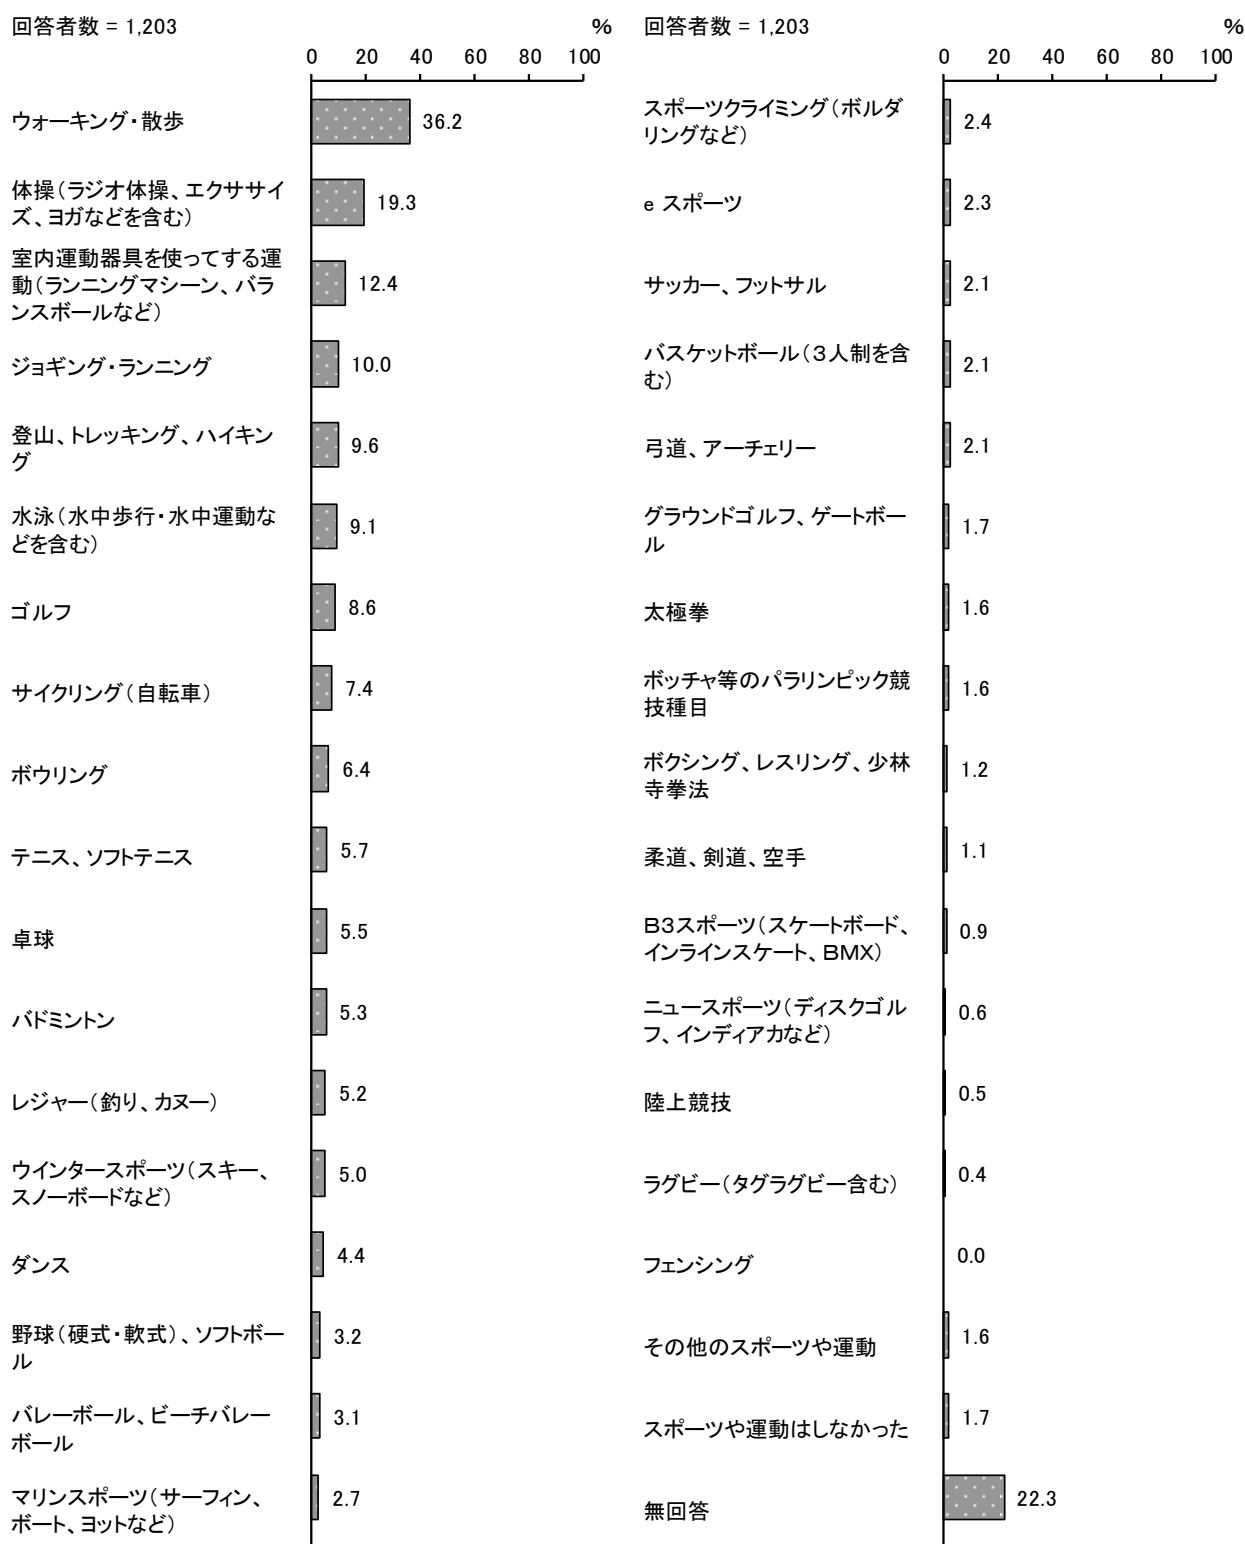 回答者数 = 1,203
%
0 20 40 60 80 100
ウォーキング・散歩
36.2
体操（ラジオ体操、エクササイ
ズ、ヨガなどを含む）
19.3
室内運動器具を使ってする運
動（ランニングマシーン、バラ
ンスボールなど）
12.4
ジョギング・ランニング
10.0
登山、トレッキング、ハイキン
グ
9.6
水泳（水中歩行・水中運動な
どを含む）
9.1
ゴルフ
8.6
サイクリング（自転車）
7.4
ボウリング
6.4
テニス、ソフトテニス
5.7
卓球
5.5
バドミントン
5.3
レジャー（釣り、カヌー）
5.2
ウインタースポーツ（スキー、
スノーボードなど）
5.0
ダンス
4.4
野球（硬式・軟式）、ソフトボー
ル
3.2
バレーボール、ビーチバレー
ボール
3.1
マリンスポーツ（サーフィン、
ボート、ヨットなど）
2.7
回答者数 = 1,203
%
0 20 40 60 80 100
スポーツクライミング（ボルダ
リングなど）
2.4
e スポーツ
2.3
サッカー、フットサル
2.1
バスケットボール（３人制を含
む）
2.1
弓道、アーチェリー
2.1
グラウンドゴルフ、ゲートボー
ル
1.7
太極拳
1.6
ボッチャ等のパラリンピック競
技種目
1.6
ボクシング、レスリング、少林
寺拳法
1.2
柔道、剣道、空手
1.1
Ｂ３スポーツ（スケートボード、
インラインスケート、ＢＭＸ）
0.9
ニュースポーツ（ディスクゴル
フ、インディアカなど）
0.6
陸上競技
0.5
ラグビー（タグラグビー含む）
0.4
フェンシング
0.0
その他のスポーツや運動
1.6
スポーツや運動はしなかった
1.7
無回答
22.3